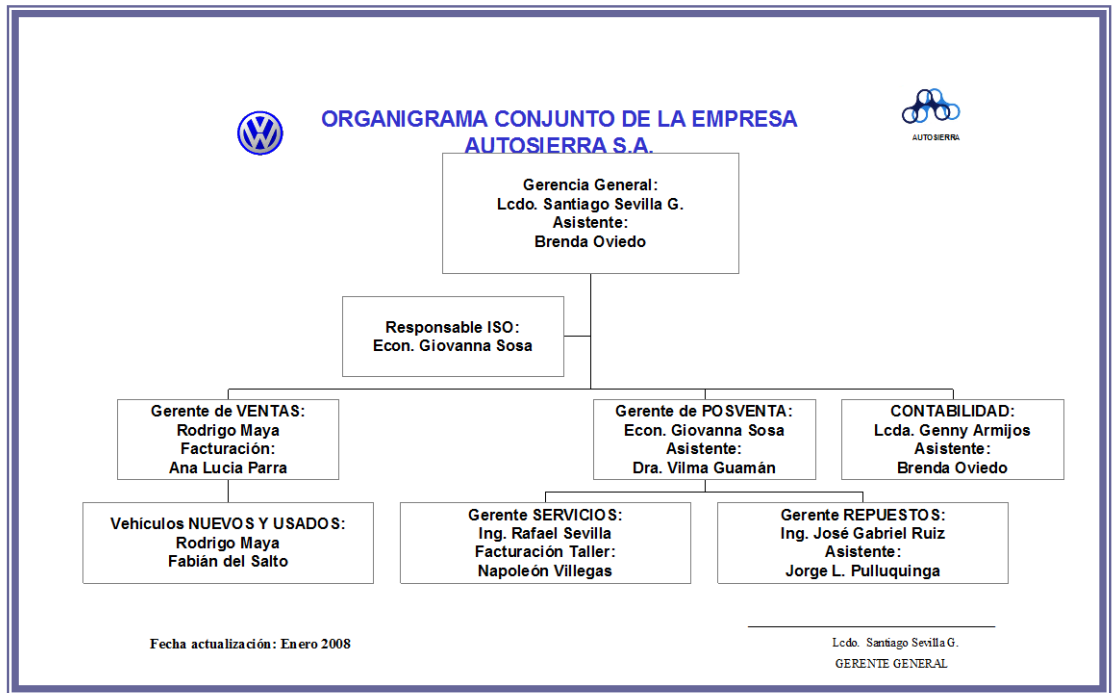 ORGANIGRAMA CONJUNTO DE LA EMPRESA
AUTOSIERRA S.A.
AUTOSIERRA
Gerencia General:
Lcdo. Santiago Sevilla G.
Asistente:
Brenda Oviedo
Responsable ISO:
Econ. Giovanna Sosa
Gerente de VENTAS:
Rodrigo Maya
Facturación:
Ana Lucia Parra
Gerente de POSVENTA:
Econ. Giovanna Sosa
Asistente:
Dra. Vilma Guamán
CONTABILIDAD:
Lcda. Genny Armijos
Asistente:
Brenda Oviedo
Vehículos NUEVOS Y USADOS:
Rodrigo Maya
Fabián del Salto
Gerente SERVICIOS:
Ing. Rafael Sevilla
Facturación Taller:
Napoleón Villegas
Gerente REPUESTOS:
Ing. José Gabriel Ruiz
Asistente:
Jorge L. Pulluquinga
Fecha actualización: Enero 2008
Lcdo. Santiago Sevilla G.
GERENTE GENERAL